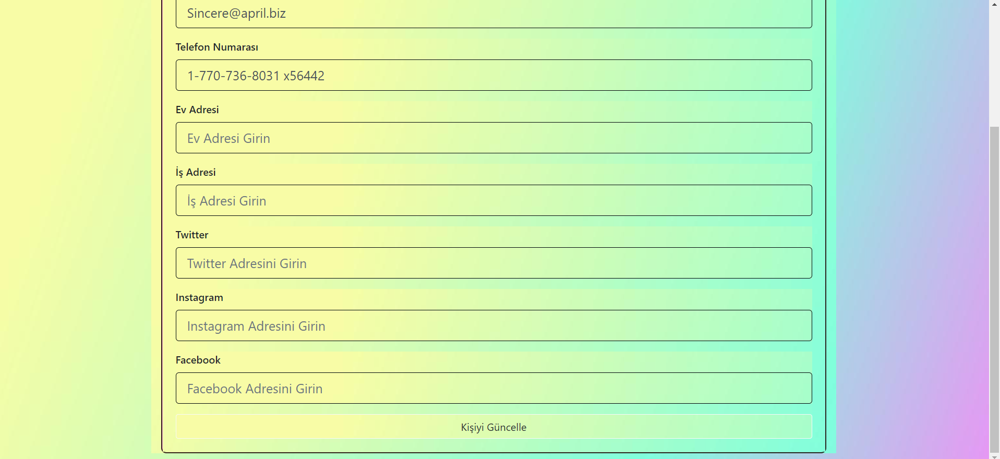 Sincere@april.biz
Telefon Numarası
1-770-736-8031 x56442
Ev Adresi
Ev Adresi Girin
İş Adresi
İş Adresi Girin
Twitter
Twitter Adresini Girin
Instagram
Instagram Adresini Girin
Facebook
Facebook Adresini Girin
Kişiyi Güncelle